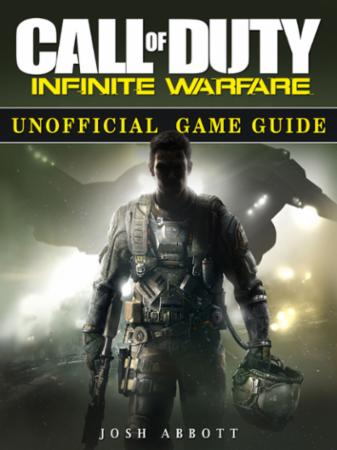 CALL OF DUTY
INFINITE WARFARE
UNOFFICIAL GAME GUIDE
JOSH ABBOTT